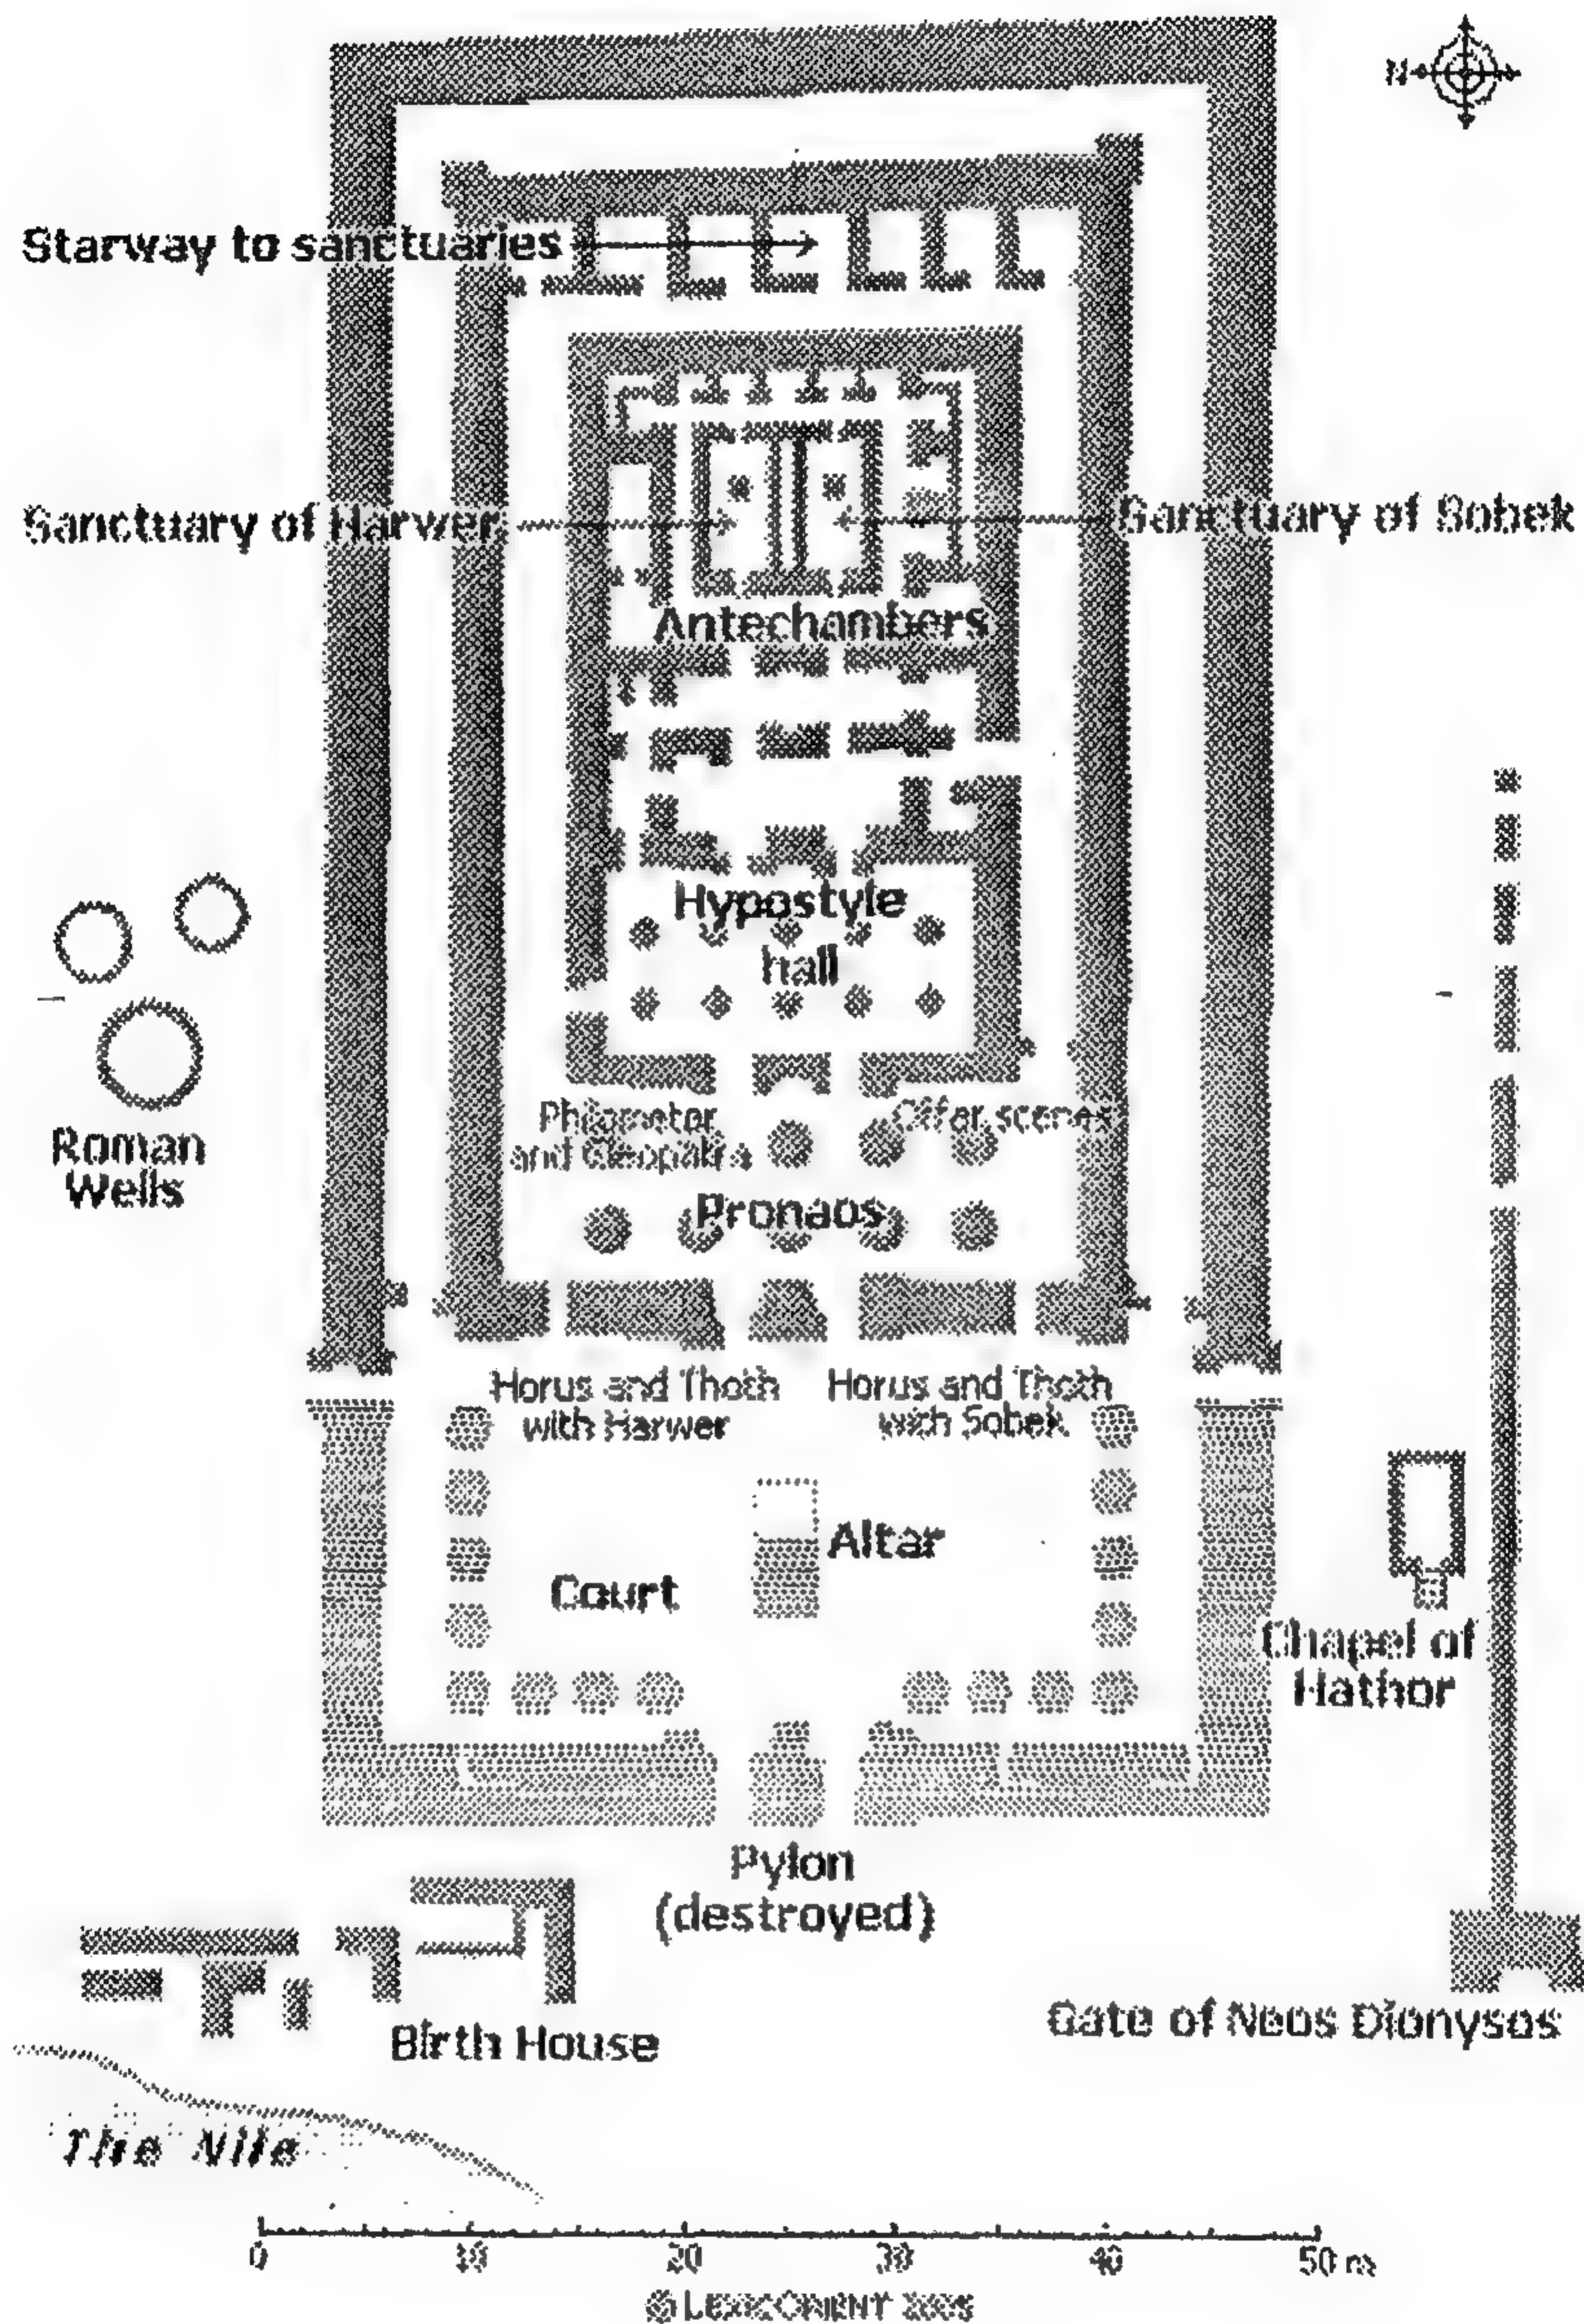 N
Starway to sanctuaries
Sanctuary of Harwer
Sanctuary of Sobek
Antechambers
Hypostyle
hall
Philometor
and Cleopatra
Offer scenes
Roman
Wells
Pronaos
Horus and Thoth
with Harwer
Horus and Thoth
with Sobek
Altar
Court
Chapel of
Hathor
Pylon
(destroyed)
Gate of Neos Dionysos
Birth House
The Nile
0 10 20 30 40 50 m
© LEXICORIENT 2005